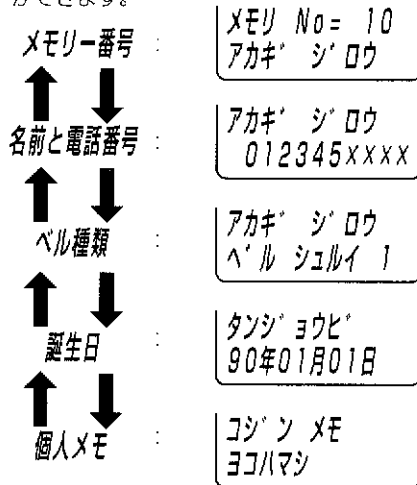 ができます。
メモリー番号 :
メモリ No= 10
アカギ ジロウ
名前と電話番号 :
アカギ ジロウ
012345××××
ベル種類 :
アカギ ジロウ
ベル シュルイ 1
誕生日 :
タンジョウビ
90年01月01日
個人メモ :
コジン メモ
ヨコハマシ